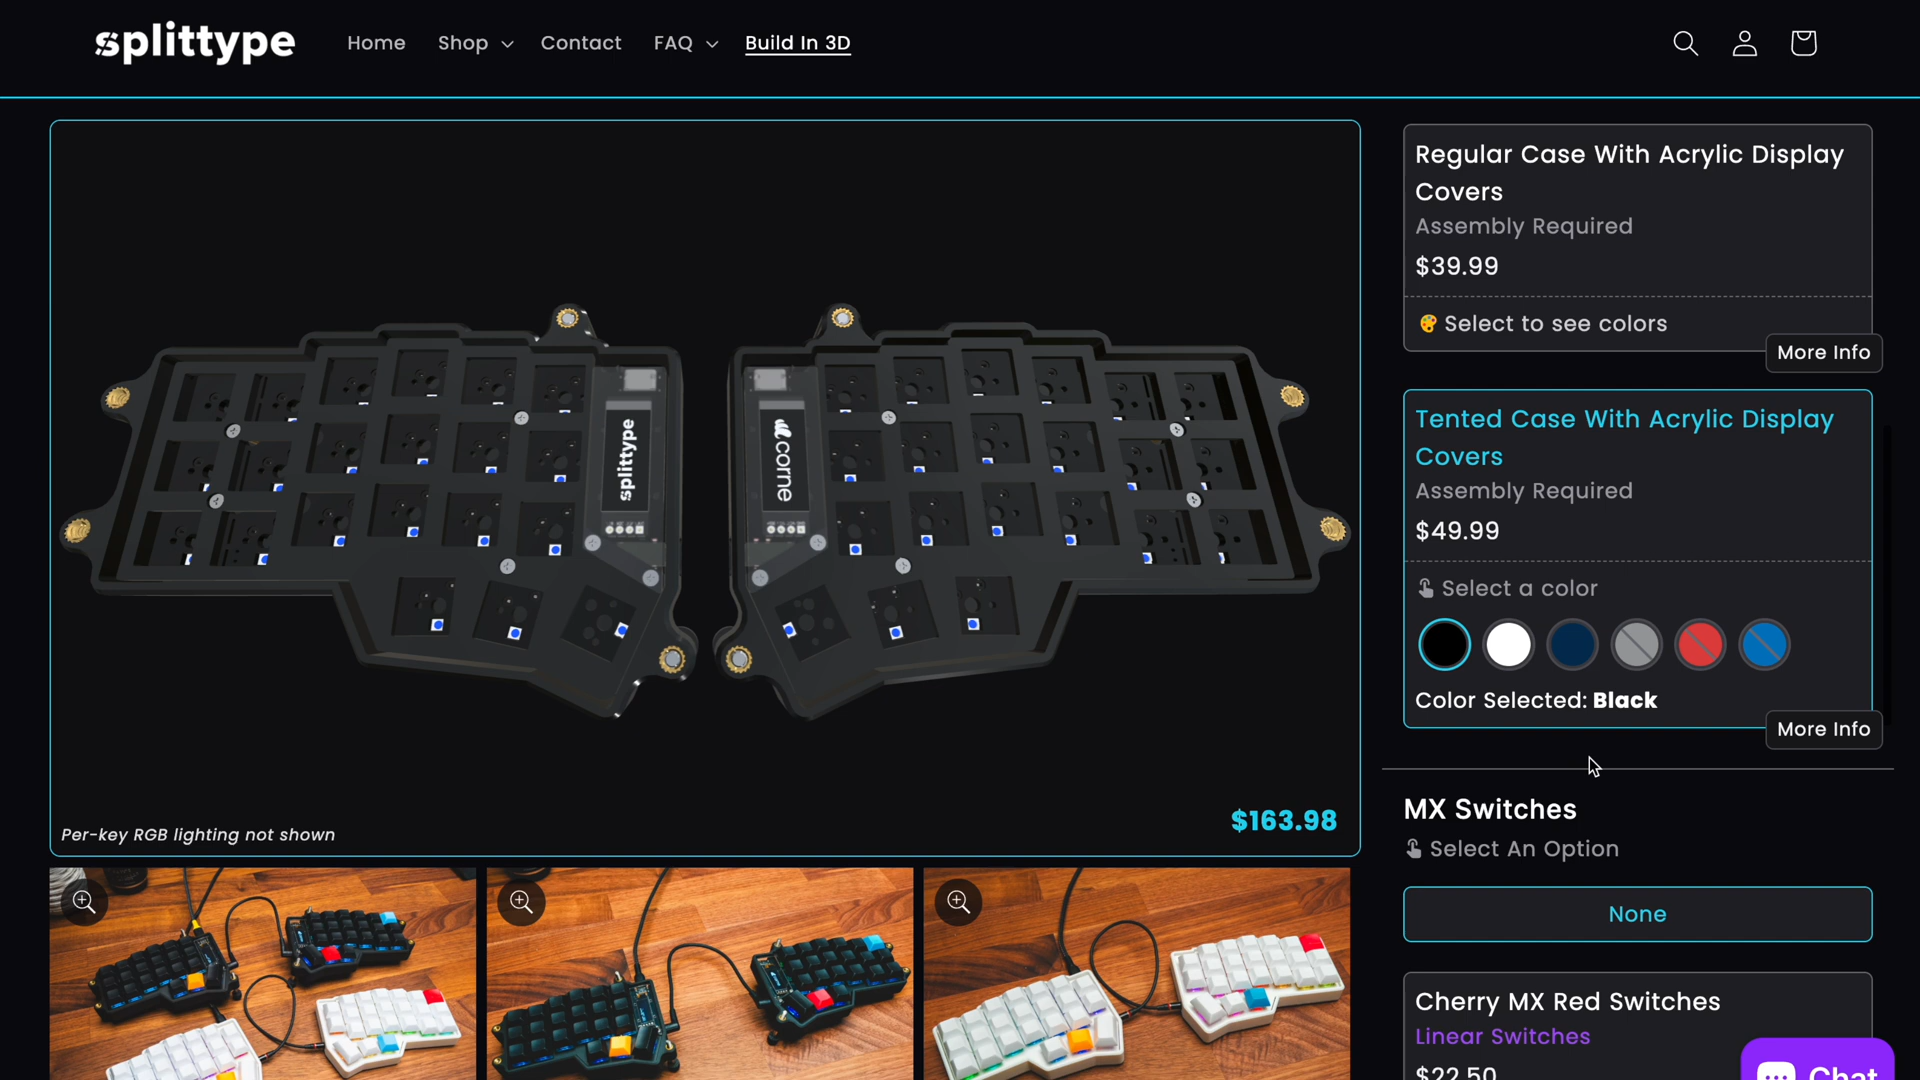 splittype
Home
Shop
Contact
FAQ
Build In 3D
splittype
corne
Per-key RGB lighting not shown
$163.98
Regular Case With Acrylic Display
Covers
Assembly Required
$39.99
Select to see colors
More Info
Tented Case With Acrylic Display
Covers
Assembly Required
$49.99
Select a color
Color Selected: Black
More Info
MX Switches
Select An Option
None
Cherry MX Red Switches
Linear Switches
$22.50
Chat